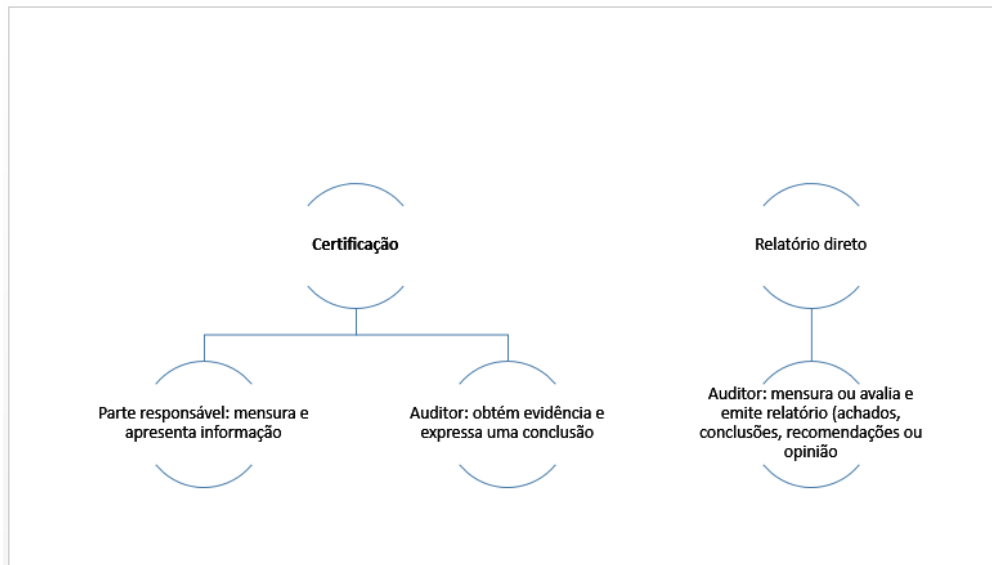 Certificação
Relatório direto
Parte responsável: mensura e
apresenta informação
Auditor: obtém evidência e
expressa uma conclusão
Auditor: mensura ou avalia e
emite relatório (achados,
conclusões, recomendações ou
opinião